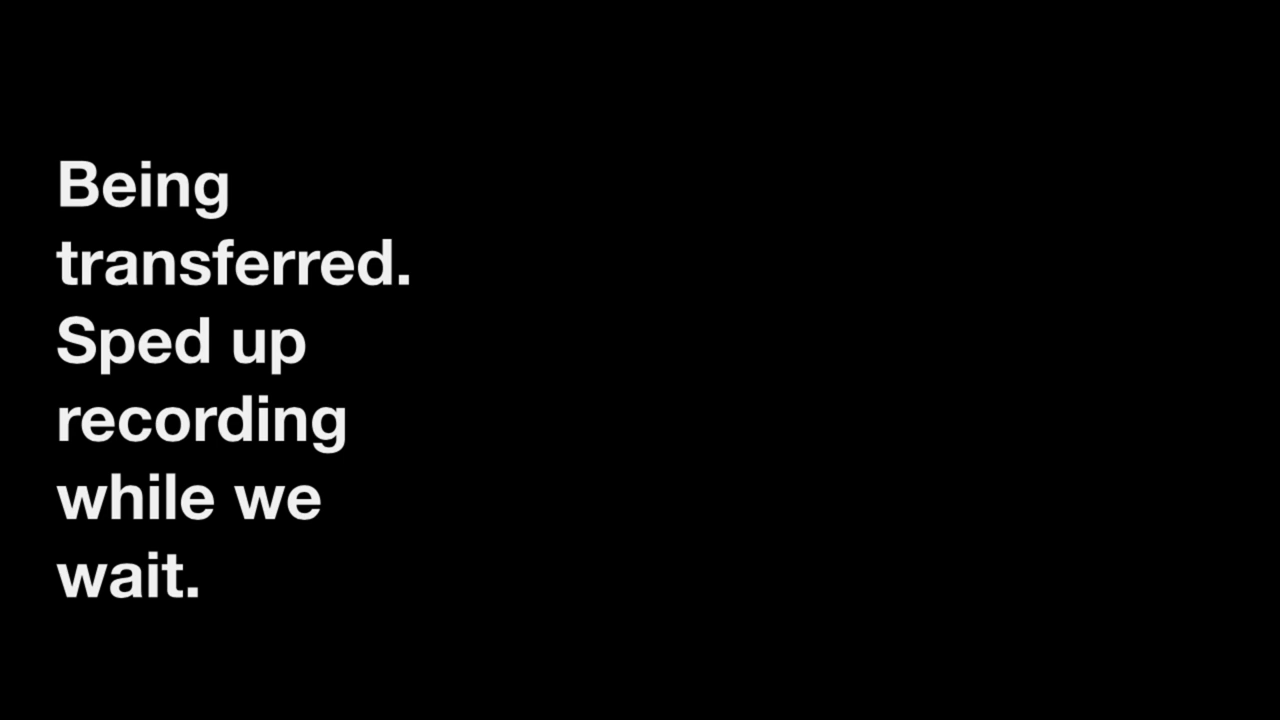 Being
transferred.
Sped up
recording
while we
wait.